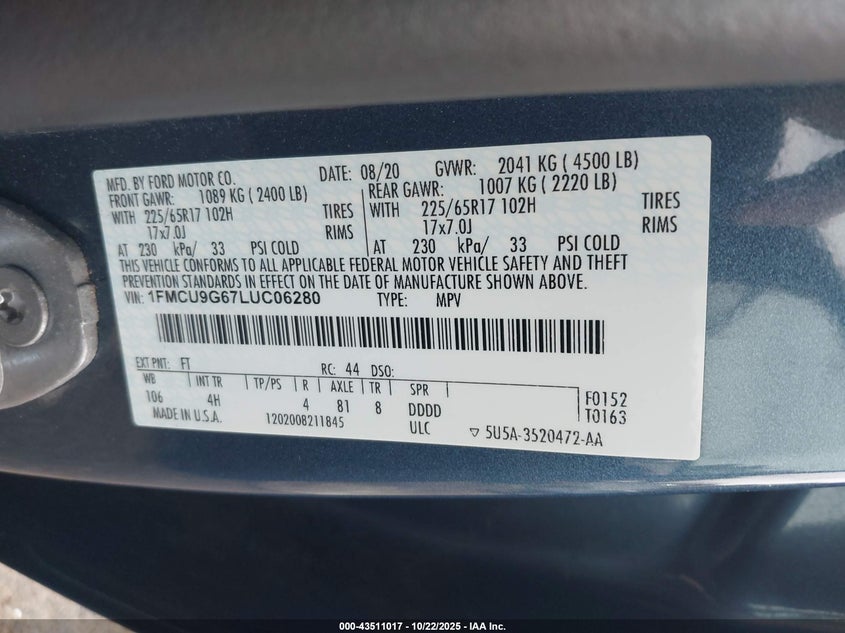 MFD. BY FORD MOTOR CO. DATE: 08/20 GVWR: 2041 KG ( 4500 LB)
FRONT GAWR: 1089 KG ( 2400 LB) REAR GAWR: 1007 KG ( 2220 LB)
WITH 225/65R17 102H TIRES WITH 225/65R17 102H TIRES
17x7.0J RIMS 17x7.0J RIMS
AT 230 kPa/ 33 PSI COLD AT 230 kPa/ 33 PSI COLD
THIS VEHICLE CONFORMS TO ALL APPLICABLE FEDERAL MOTOR VEHICLE SAFETY AND THEFT
PREVENTION STANDARDS IN EFFECT ON THE DATE OF MANUFACTURE SHOWN ABOVE.
VIN: 1FMCU9G67LUC06280 TYPE: MPV
EXT PNT: FT RC: 44 DSO:
WB INT TR TP/PS R AXLE TR SPR F0152
106 4H 4 81 8 DDDD T0163
MADE IN U.S.A. 1202008211845 ULC ▽ 5U5A-3520472-AA
000-43511017 - 10/22/2025 - IAA Inc.